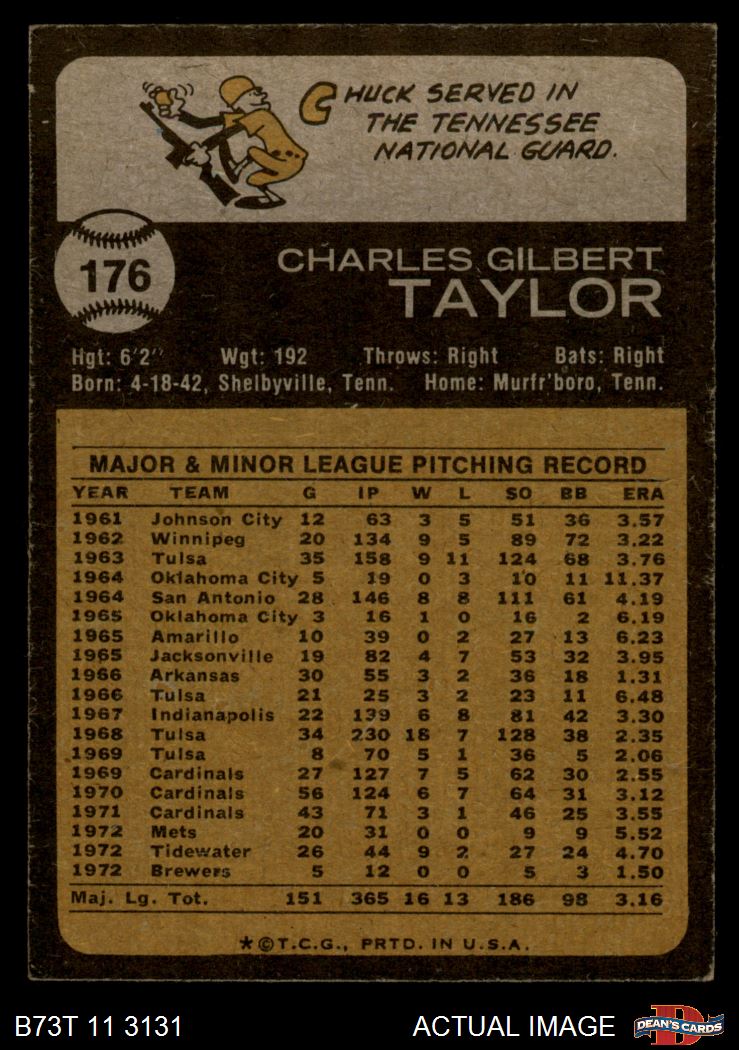 CHUCK SERVED IN
THE TENNESSEE
NATIONAL GUARD.
176
CHARLES GILBERT
TAYLOR
Hgt: 6'2" Wgt: 192 Throws: Right Bats: Right
Born: 4-18-42, Shelbyville, Tenn. Home: Murfr'boro, Tenn.
MAJOR & MINOR LEAGUE PITCHING RECORD
YEAR TEAM G IP W L SO BB ERA
1961 Johnson City 12 63 3 5 51 36 3.57
1962 Winnipeg 20 134 9 5 89 72 3.22
1963 Tulsa 35 158 9 11 124 68 3.76
1964 Oklahoma City 5 19 0 3 10 11 11.37
1964 San Antonio 28 146 8 8 111 61 4.19
1965 Oklahoma City 3 16 1 0 16 2 6.19
1965 Amarillo 10 39 0 2 27 13 6.23
1965 Jacksonville 19 82 4 7 53 32 3.95
1966 Arkansas 30 55 3 2 36 18 1.31
1966 Tulsa 21 25 3 2 23 11 6.48
1967 Indianapolis 22 139 6 8 81 42 3.30
1968 Tulsa 34 230 18 7 128 38 2.35
1969 Tulsa 8 70 5 1 36 5 2.06
1969 Cardinals 27 127 7 5 62 30 2.55
1970 Cardinals 56 124 6 7 64 31 3.12
1971 Cardinals 43 71 3 1 46 25 3.55
1972 Mets 20 31 0 0 9 9 5.52
1972 Tidewater 26 44 9 2 27 24 4.70
1972 Brewers 5 12 0 0 5 3 1.50
Maj. Lg. Tot. 151 365 16 13 186 98 3.16
*©T.C.G., PRTD. IN U.S.A.
B73T 11 3131 ACTUAL IMAGE D DEAN'S CARDS